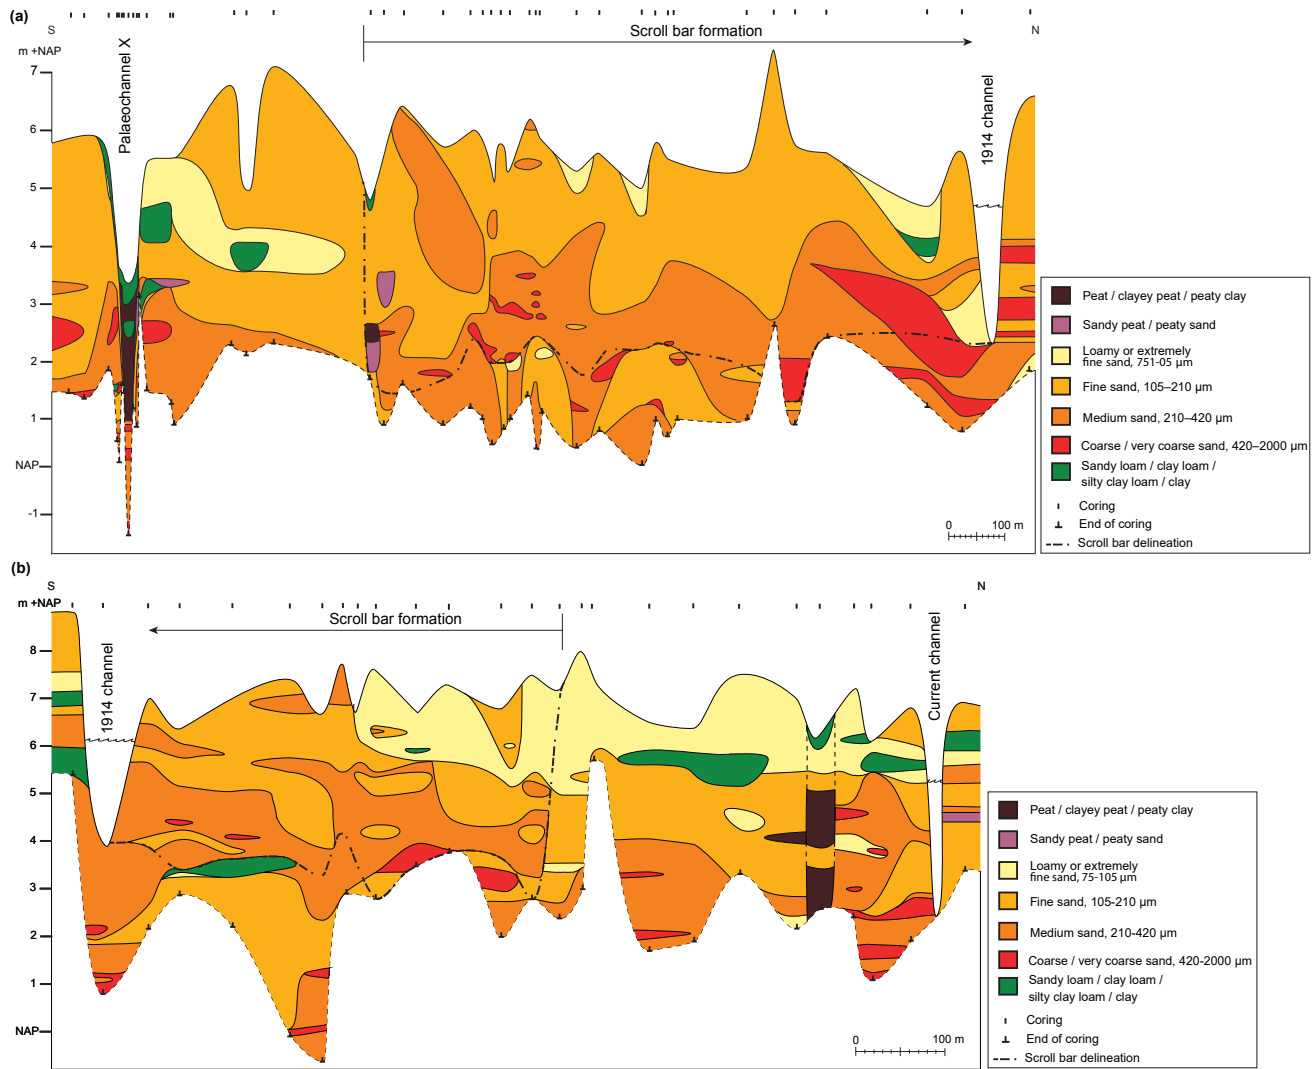 (a)
S
Scroll bar formation
N
m +NAP
Palaeochannel X
1914 channel
7
6
5
4
3
2
1
NAP
-1
0 100 m
Peat / clayey peat / peaty clay
Sandy peat / peaty sand
Loamy or extremely
fine sand, 751-05 µm
Fine sand, 105–210 µm
Medium sand, 210–420 µm
Coarse / very coarse sand, 420–2000 µm
Sandy loam / clay loam /
silty clay loam / clay
Coring
End of coring
Scroll bar delineation
(b)
S
N
m +NAP
Scroll bar formation
1914 channel
Current channel
8
7
6
5
4
3
2
1
NAP
0 100 m
Peat / clayey peat / peaty clay
Sandy peat / peaty sand
Loamy or extremely
fine sand, 75-105 µm
Fine sand, 105-210 µm
Medium sand, 210-420 µm
Coarse / very coarse sand, 420-2000 µm
Sandy loam / clay loam /
silty clay loam / clay
Coring
End of coring
Scroll bar delineation